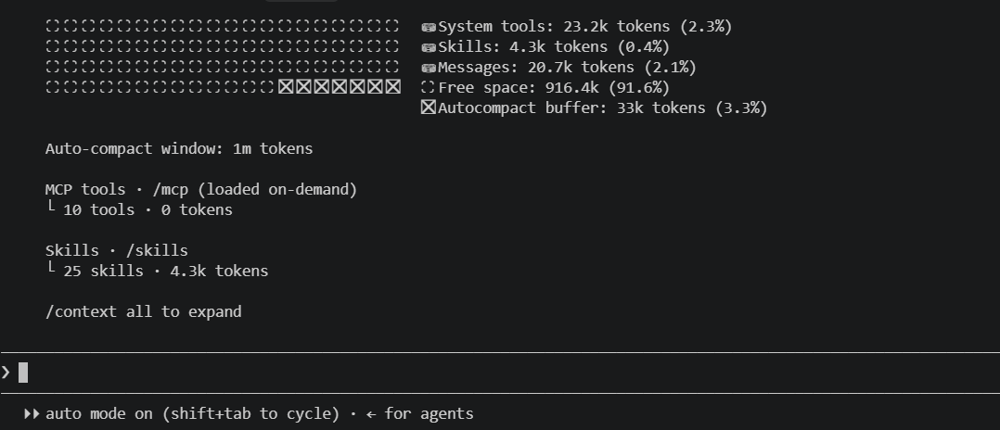 System tools: 23.2k tokens (2.3%)
Skills: 4.3k tokens (0.4%)
Messages: 20.7k tokens (2.1%)
Free space: 916.4k (91.6%)
Autocompact buffer: 33k tokens (3.3%)
Auto-compact window: 1m tokens
MCP tools · /mcp (loaded on-demand)
└ 10 tools · 0 tokens
Skills · /skills
└ 25 skills · 4.3k tokens
/context all to expand
❯
⏵⏵ auto mode on (shift+tab to cycle) · ← for agents